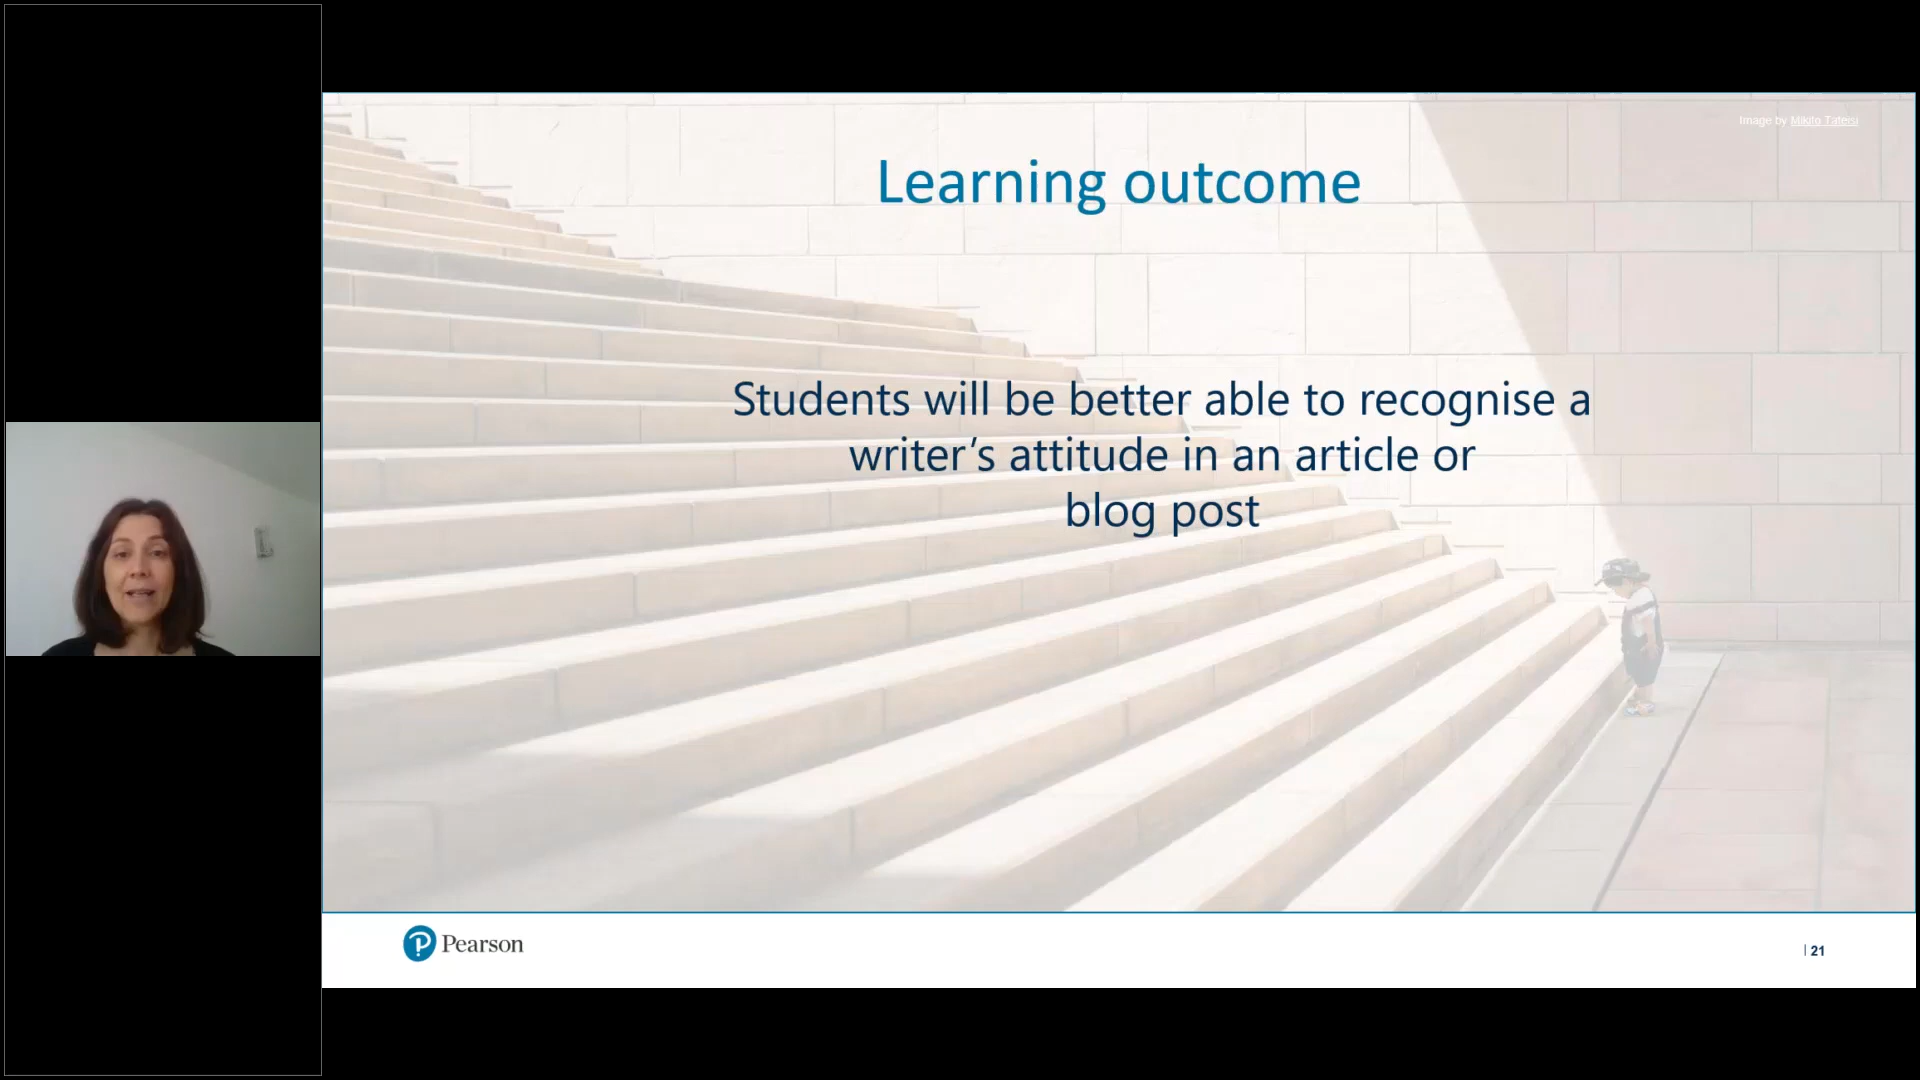 Image by Mikito Tateru
Learning outcome
Students will be better able to recognise a
writer’s attitude in an article or
blog post
Pearson
| 21